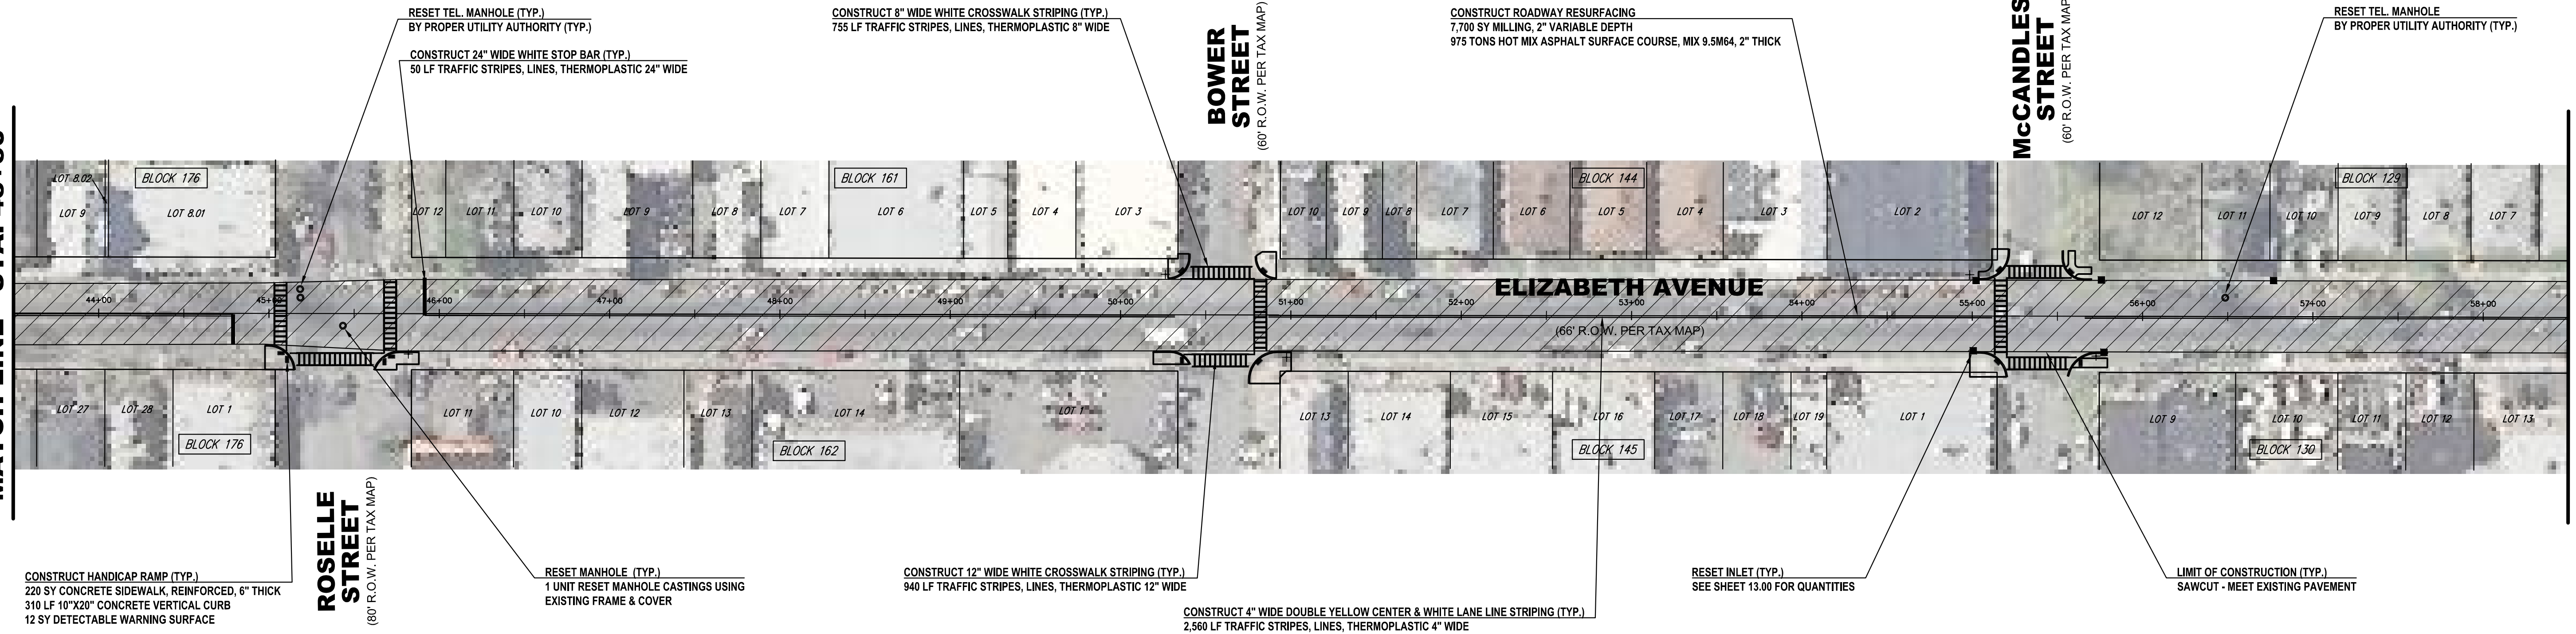 RESET TEL. MANHOLE (TYP.)
BY PROPER UTILITY AUTHORITY (TYP.)
CONSTRUCT 24" WIDE WHITE STOP BAR (TYP.)
50 LF TRAFFIC STRIPES, LINES, THERMOPLASTIC 24" WIDE
CONSTRUCT 8" WIDE WHITE CROSSWALK STRIPING (TYP.)
755 LF TRAFFIC STRIPES, LINES, THERMOPLASTIC 8" WIDE
BOWER
STREET
(60' R.O.W. PER TAX MAP)
CONSTRUCT ROADWAY RESURFACING
7,700 SY MILLING, 2" VARIABLE DEPTH
975 TONS HOT MIX ASPHALT SURFACE COURSE, MIX 9.5M64, 2" THICK
McCANDLES
STREET
(60' R.O.W. PER TAX MAP
RESET TEL. MANHOLE
BY PROPER UTILITY AUTHORITY (TYP.)
LOT 8.02
BLOCK 176
BLOCK 161
BLOCK 144
BLOCK 129
LOT 9
LOT 8.01
LOT 12
LOT 11
LOT 10
LOT 9
LOT 8
LOT 7
LOT 6
LOT 5
LOT 4
LOT 3
LOT 10
LOT 9
LOT 8
LOT 7
LOT 6
LOT 5
LOT 4
LOT 3
LOT 2
LOT 12
LOT 11
LOT 10
LOT 9
LOT 8
LOT 7
ELIZABETH AVENUE
44+00
45+00
46+00
47+00
48+00
49+00
50+00
51+00
52+00
53+00
54+00
55+00
56+00
57+00
58+00
(66' R.O.W. PER TAX MAP)
LOT 27
LOT 28
LOT 1
LOT 11
LOT 10
LOT 12
LOT 13
LOT 14
LOT 1
LOT 13
LOT 14
LOT 15
LOT 16
LOT 17
LOT 18
LOT 19
LOT 1
LOT 9
LOT 10
LOT 11
LOT 12
LOT 13
BLOCK 176
BLOCK 162
BLOCK 145
BLOCK 130
ROSELLE
STREET
(80' R.O.W. PER TAX MAP)
CONSTRUCT HANDICAP RAMP (TYP.)
220 SY CONCRETE SIDEWALK, REINFORCED, 6" THICK
310 LF 10"X20" CONCRETE VERTICAL CURB
12 SY DETECTABLE WARNING SURFACE
RESET MANHOLE (TYP.)
1 UNIT RESET MANHOLE CASTINGS USING
EXISTING FRAME & COVER
CONSTRUCT 12" WIDE WHITE CROSSWALK STRIPING (TYP.)
940 LF TRAFFIC STRIPES, LINES, THERMOPLASTIC 12" WIDE
CONSTRUCT 4" WIDE DOUBLE YELLOW CENTER & WHITE LANE LINE STRIPING (TYP.)
2,560 LF TRAFFIC STRIPES, LINES, THERMOPLASTIC 4" WIDE
RESET INLET (TYP.)
SEE SHEET 13.00 FOR QUANTITIES
LIMIT OF CONSTRUCTION (TYP.)
SAWCUT - MEET EXISTING PAVEMENT